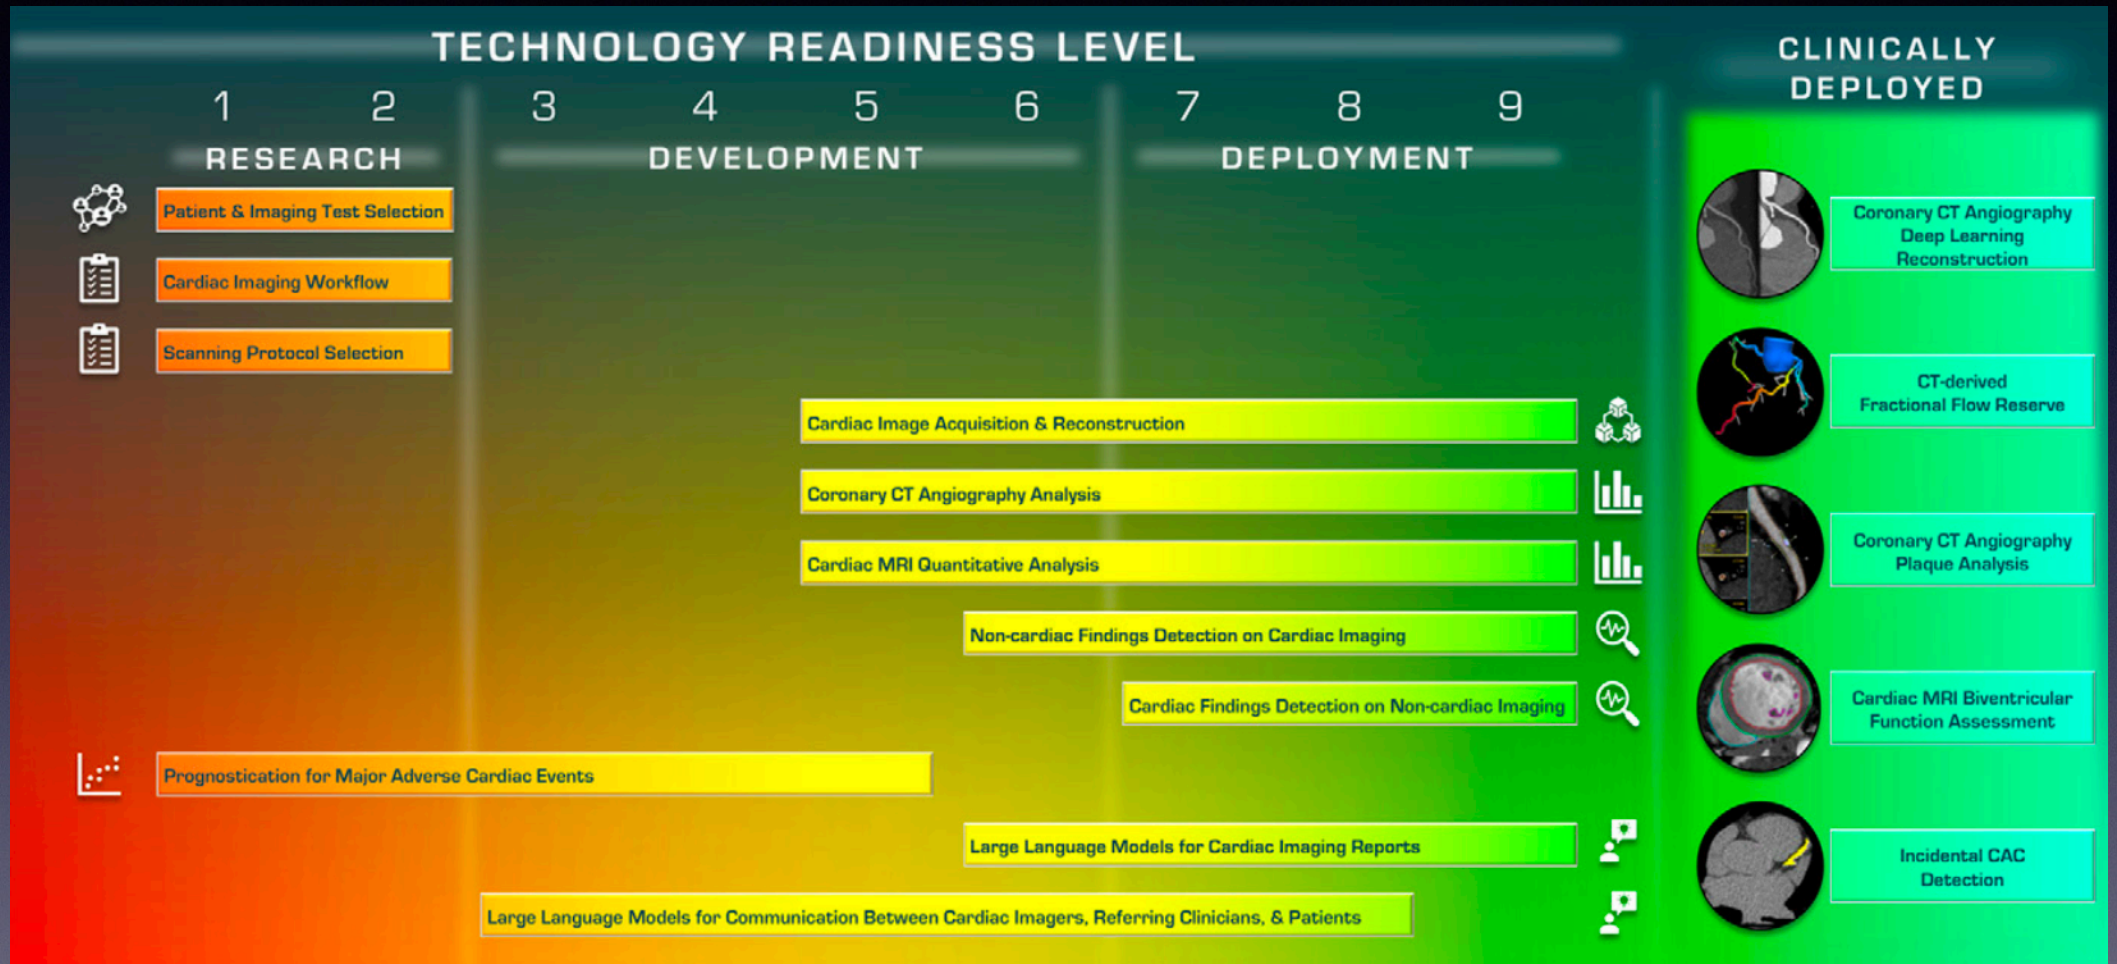 TECHNOLOGY READINESS LEVEL
1 2 3 4 5 6 7 8 9
RESEARCH DEVELOPMENT DEPLOYMENT
Patient & Imaging Test Selection
Cardiac Imaging Workflow
Scanning Protocol Selection
Cardiac Image Acquisition & Reconstruction
Coronary CT Angiography Analysis
Cardiac MRI Quantitative Analysis
Non-cardiac Findings Detection on Cardiac Imaging
Cardiac Findings Detection on Non-cardiac Imaging
Prognostication for Major Adverse Cardiac Events
Large Language Models for Cardiac Imaging Reports
Large Language Models for Communication Between Cardiac Imagers, Referring Clinicians, & Patients
CLINICALLY
DEPLOYED
Coronary CT Angiography
Deep Learning
Reconstruction
CT-derived
Fractional Flow Reserve
Coronary CT Angiography
Plaque Analysis
Cardiac MRI Biventricular
Function Assessment
Incidental CAC
Detection